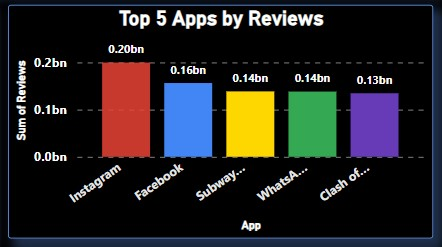 Top 5 Apps by Reviews
Sum of Reviews
0.2bn
0.1bn
0.0bn
0.20bn
0.16bn
0.14bn
0.14bn
0.13bn
Instagram
Facebook
Subway...
WhatsA...
Clash of...
App